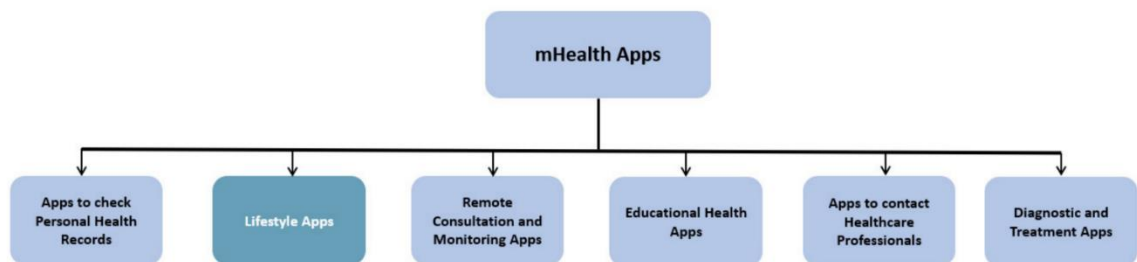 mHealth Apps
Apps to check
Personal Health
Records
Lifestyle Apps
Remote
Consultation and
Monitoring Apps
Educational Health
Apps
Apps to contact
Healthcare
Professionals
Diagnostic and
Treatment Apps